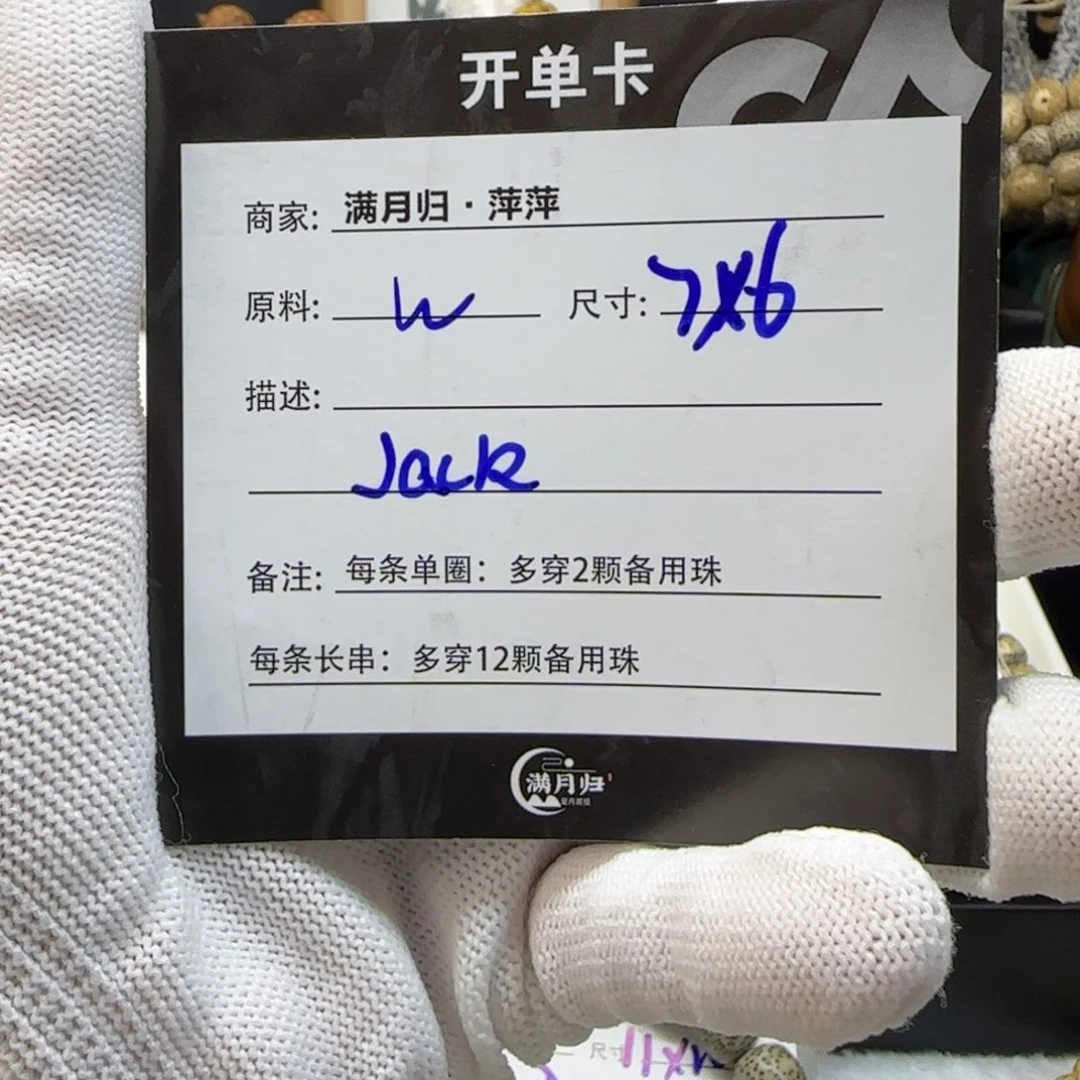 开单卡
商家: 满月归·萍萍
原料: W 尺寸: 7X6
描述:
Jack
备注: 每条单圈：多穿2颗备用珠
每条长串：多穿12颗备用珠
满月归
尺寸